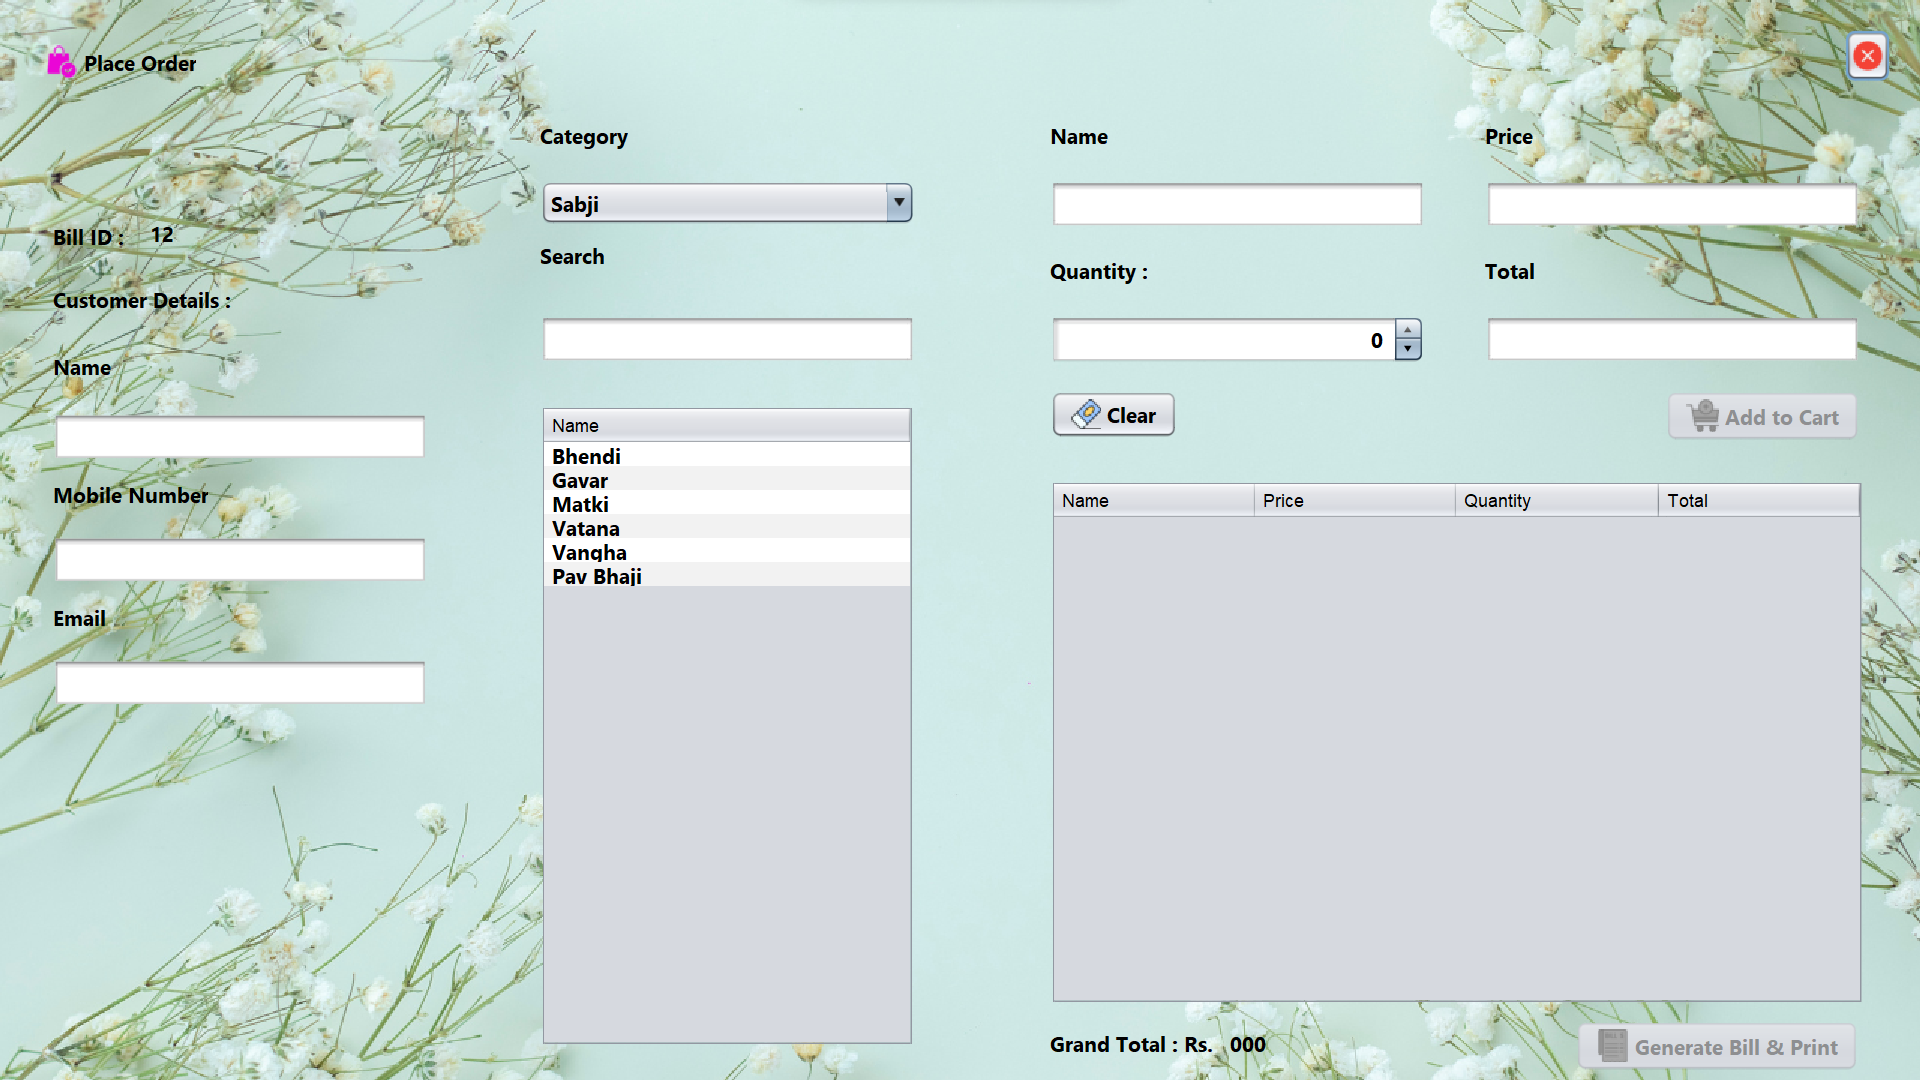 Place Order
Category
Name
Price
Sabji
Bill ID : 12
Search
Quantity :
Total
Customer Details :
0
Name
Clear
Add to Cart
Name
Bhendi
Gavar
Matki
Vatana
Vangha
Pav Bhaji
Mobile Number
Name Price Quantity Total
Email
Grand Total : Rs. 000
Generate Bill & Print